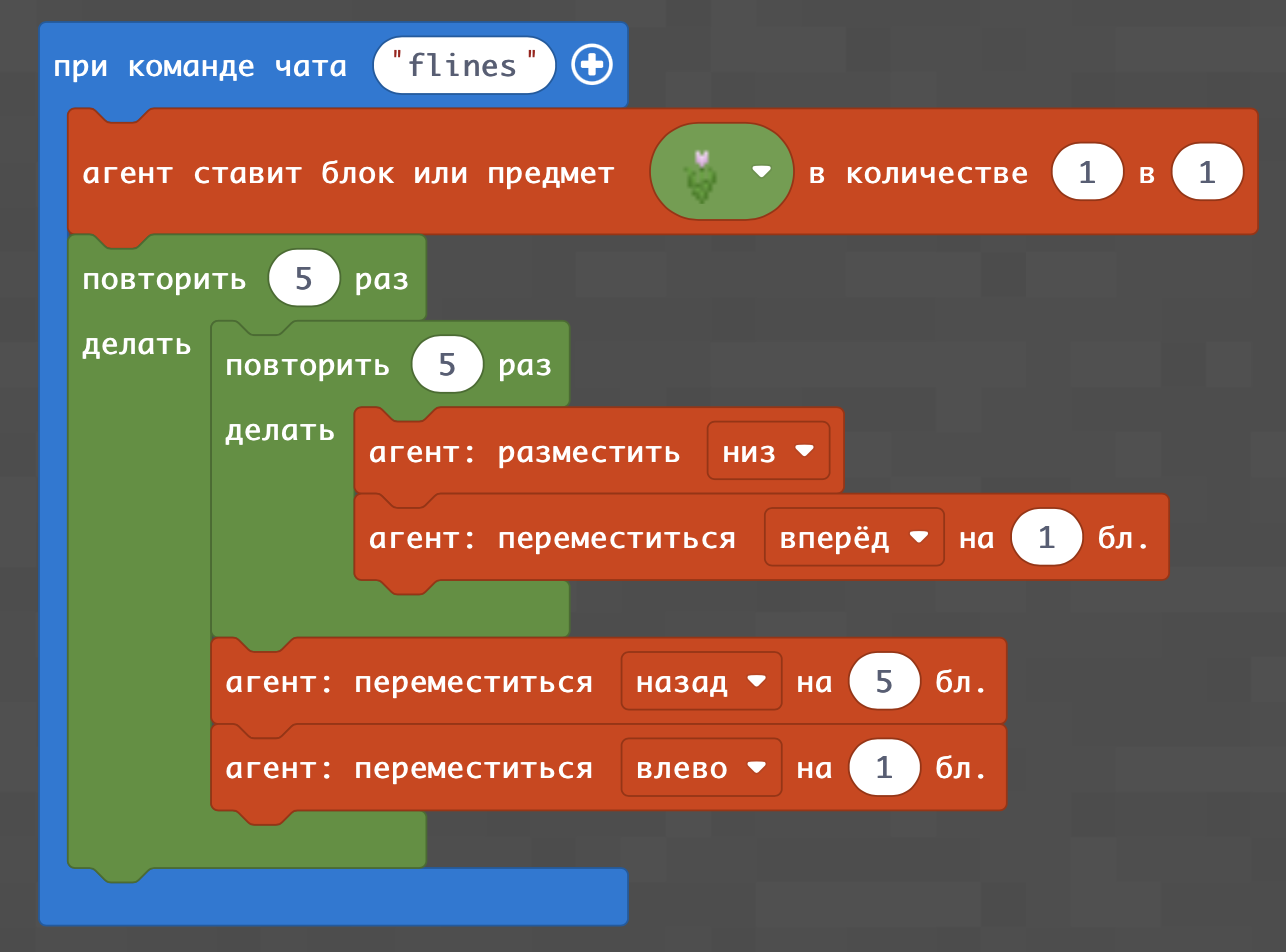 при команде чата "flines"
агент ставит блок или предмет в количестве 1 в 1
повторить 5 раз
делать
повторить 5 раз
делать
агент: разместить низ
агент: переместиться вперёд на 1 бл.
агент: переместиться назад на 5 бл.
агент: переместиться влево на 1 бл.